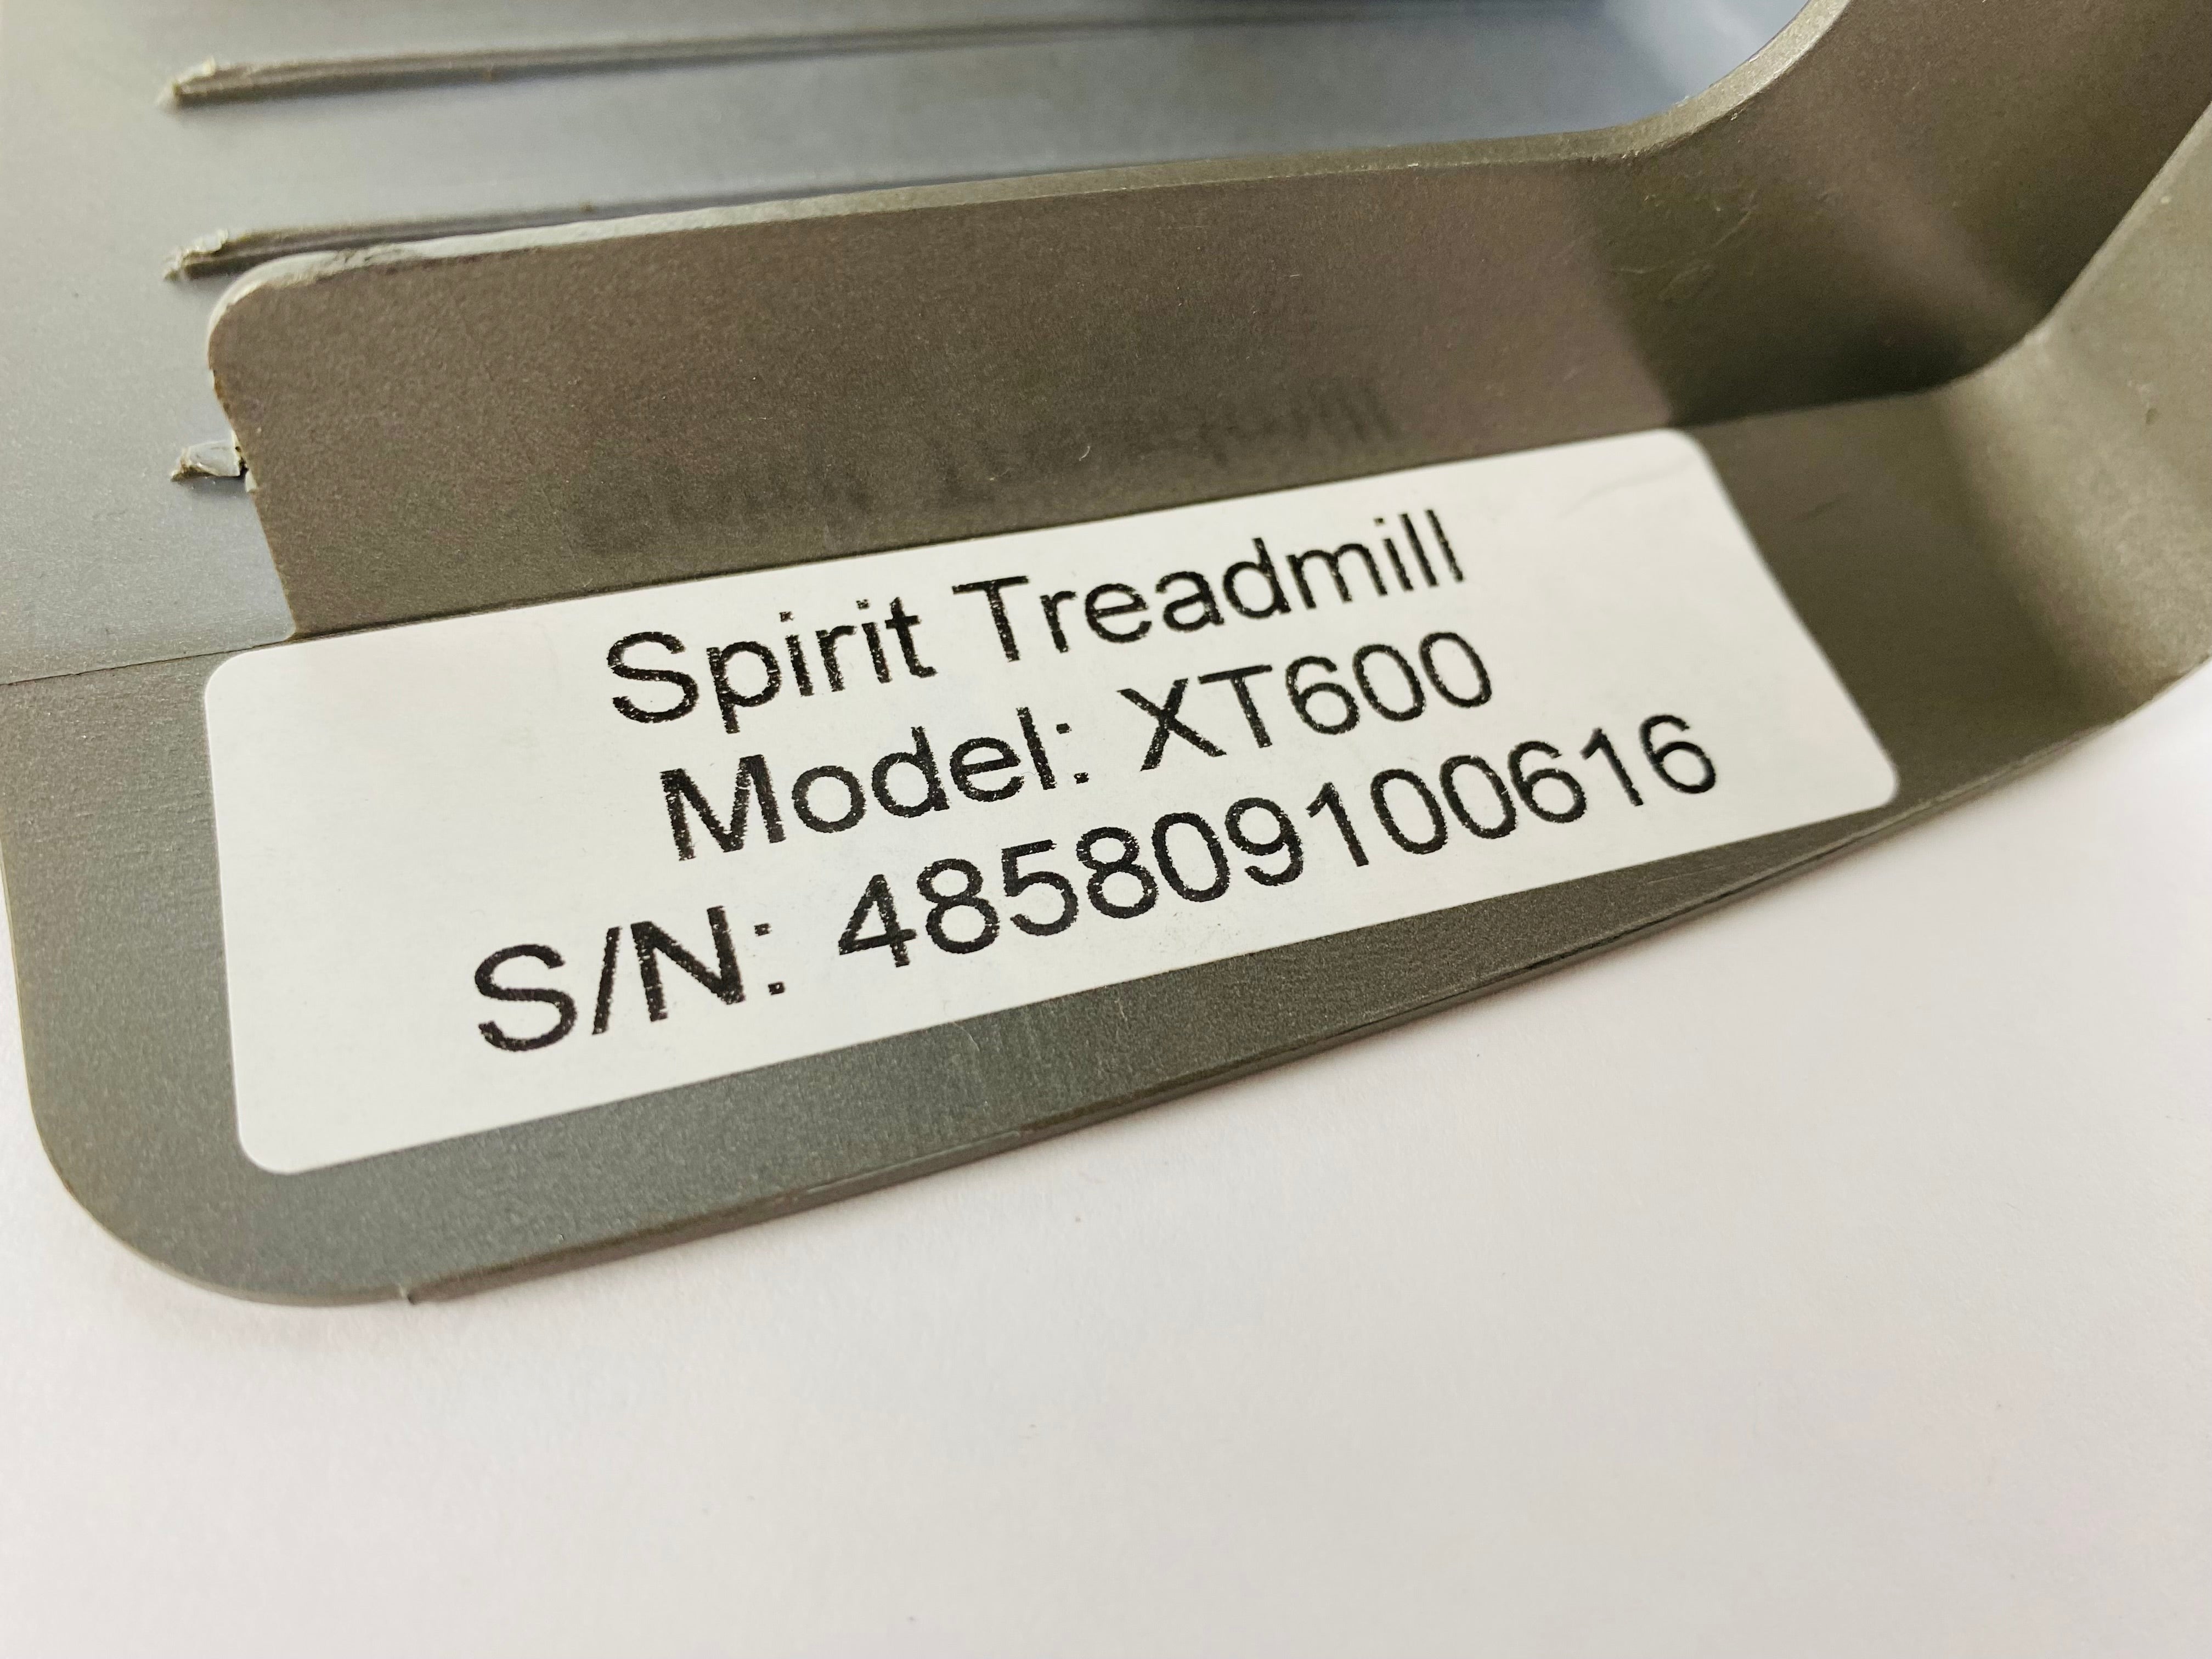 Spirit Treadmill
Model: XT600
S/N: 485809100616